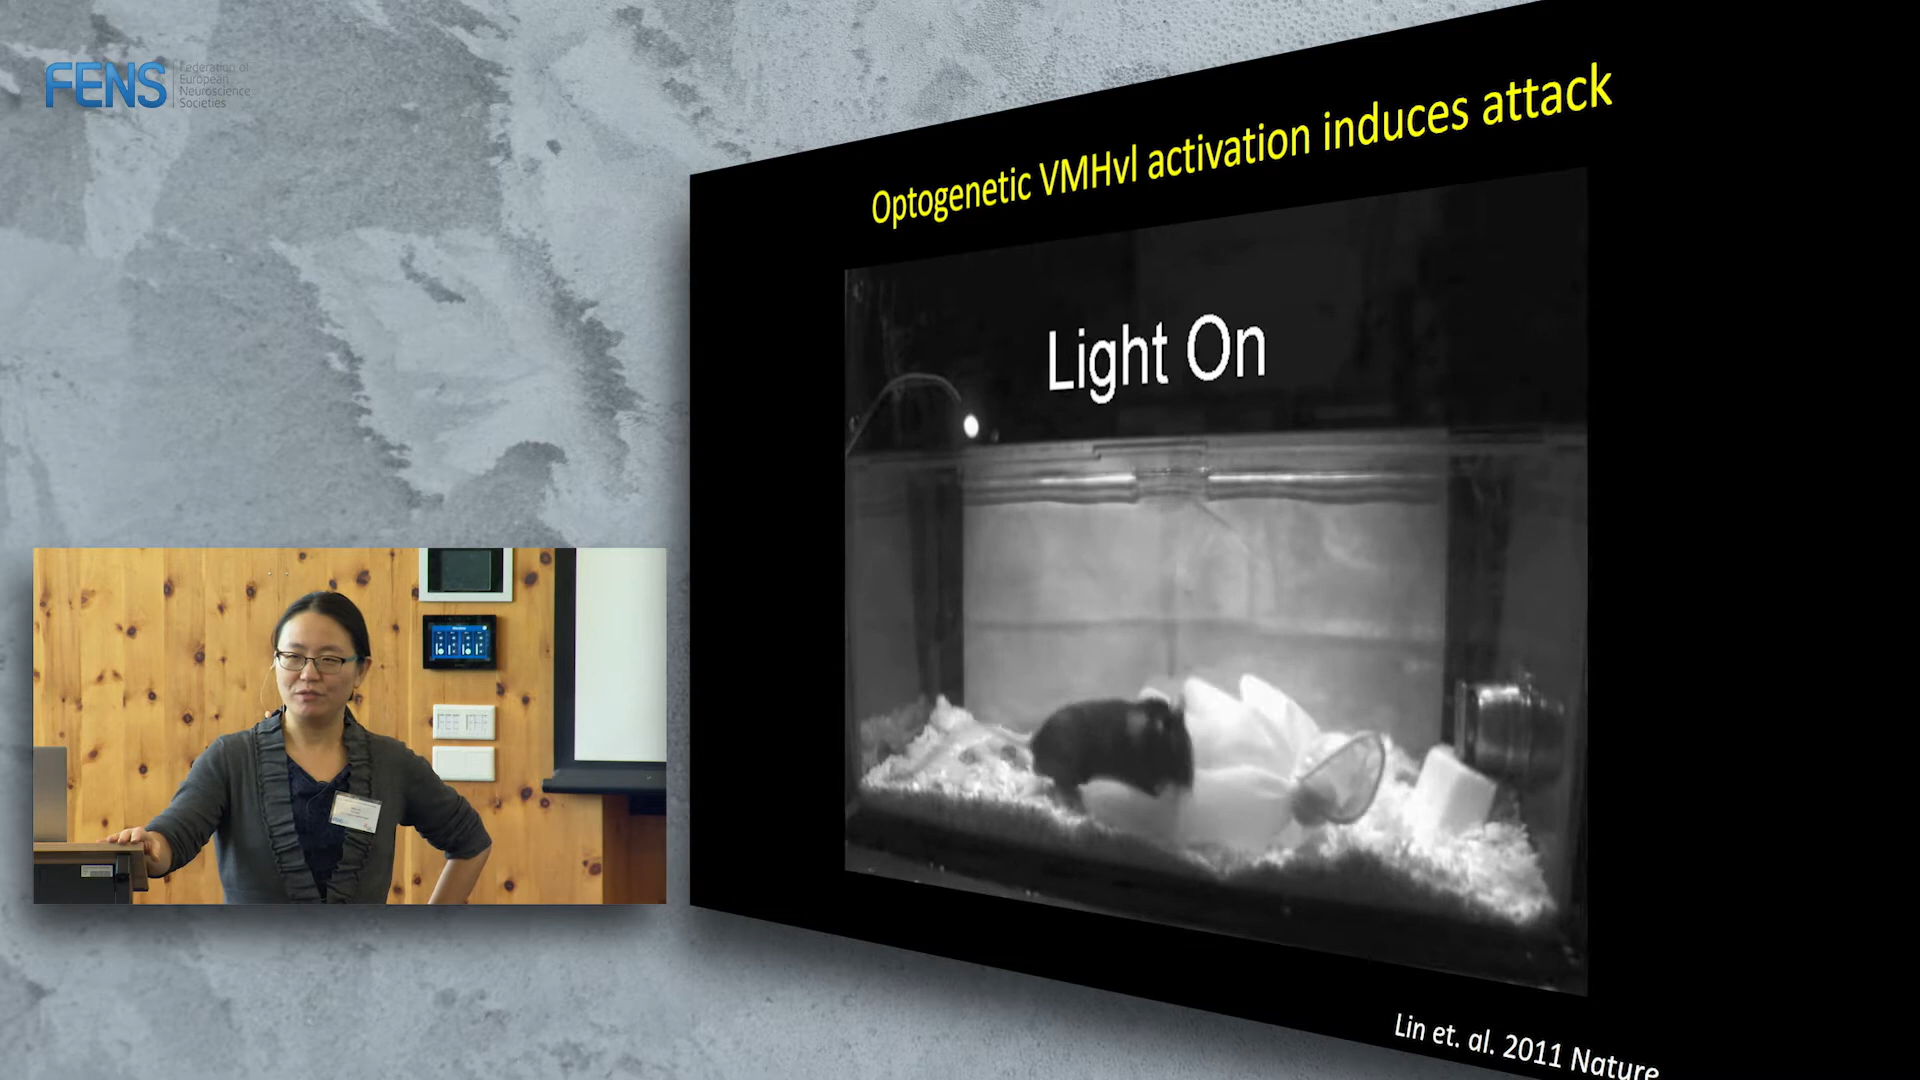 FENS
Federation of
European
Neuroscience
Societies
Optogenetic VMHvl activation induces attack
Light On
Lin et. al. 2011 Nature